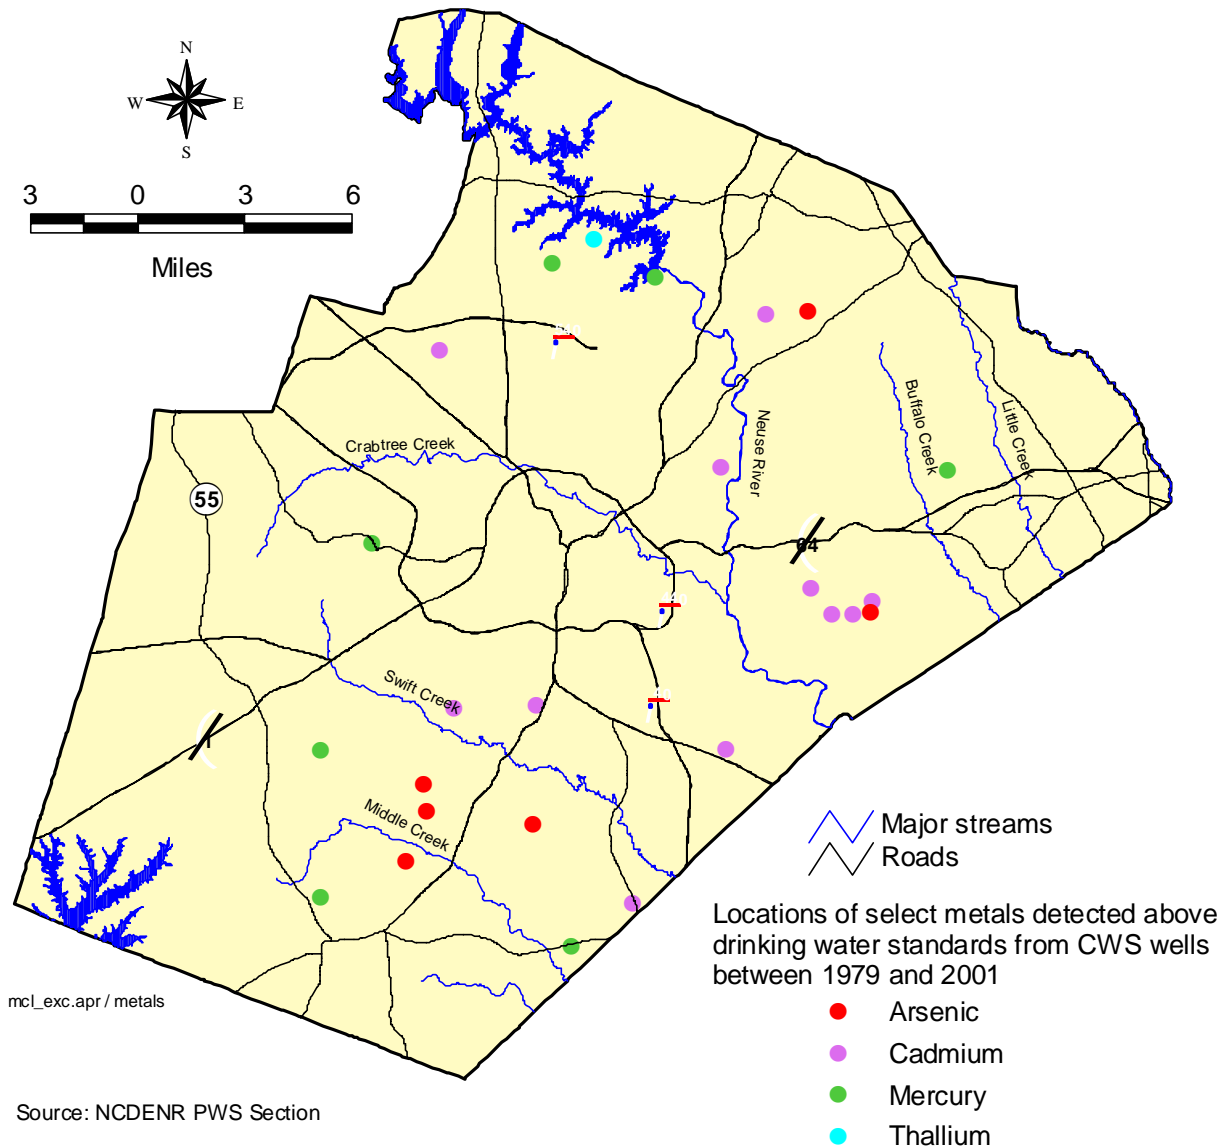 N
W
E
S
3 0 3 6
Miles
Crabtree Creek
Neuse River
Buffalo Creek
Little Creek
55
64
Swift Creek
1
Middle Creek
Major streams
Roads
Locations of select metals detected above
drinking water standards from CWS wells
between 1979 and 2001
Arsenic
Cadmium
Mercury
Thallium
mcl_exc.apr / metals
Source: NCDENR PWS Section